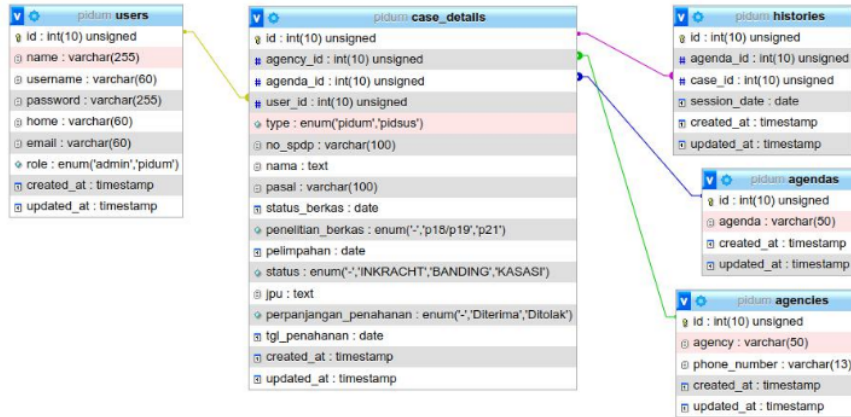 pidum users
id : int(10) unsigned
name : varchar(255)
username : varchar(60)
password : varchar(255)
home : varchar(60)
email : varchar(60)
role : enum('admin','pidum')
created_at : timestamp
updated_at : timestamp
pidum case_details
id : int(10) unsigned
agency_id : int(10) unsigned
agenda_id : int(10) unsigned
user_id : int(10) unsigned
type : enum('pidum','pidsus')
no_spdp : varchar(100)
nama : text
pasal : varchar(100)
status_berkas : date
penelitian_berkas : enum('-','p18/p19','p21')
pelimpahan : date
status : enum('-','INKRACHT','BANDING','KASASI')
jpu : text
perpanjangan_penahanan : enum('-','Diterima','Ditolak')
tgl_penahanan : date
created_at : timestamp
updated_at : timestamp
pidum histories
id : int(10) unsigned
agenda_id : int(10) unsigned
case_id : int(10) unsigned
session_date : date
created_at : timestamp
updated_at : timestamp
pidum agendas
id : int(10) unsigned
agenda : varchar(50)
created_at : timestamp
updated_at : timestamp
pidum agencies
id : int(10) unsigned
agency : varchar(50)
phone_number : varchar(13)
created_at : timestamp
updated_at : timestamp